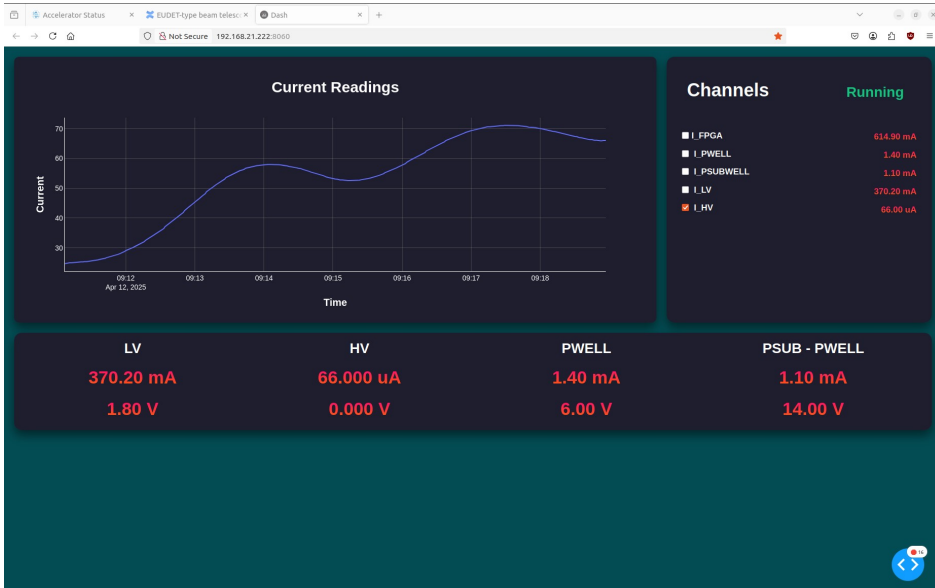 Accelerator Status
EUDET-type beam telesc
Dash
Not Secure 192.168.21.222:8060
Current Readings
Current
70
60
50
40
30
09:12 09:13 09:14 09:15 09:16 09:17 09:18
Apr 12, 2025
Time
Channels Running
I_FPGA 614.90 mA
I_PWELL 1.40 mA
I_PSUBWELL 1.10 mA
I_LV 370.20 mA
I_HV 66.00 uA
LV HV PWELL PSUB - PWELL
370.20 mA 66.000 uA 1.40 mA 1.10 mA
1.80 V 0.000 V 6.00 V 14.00 V